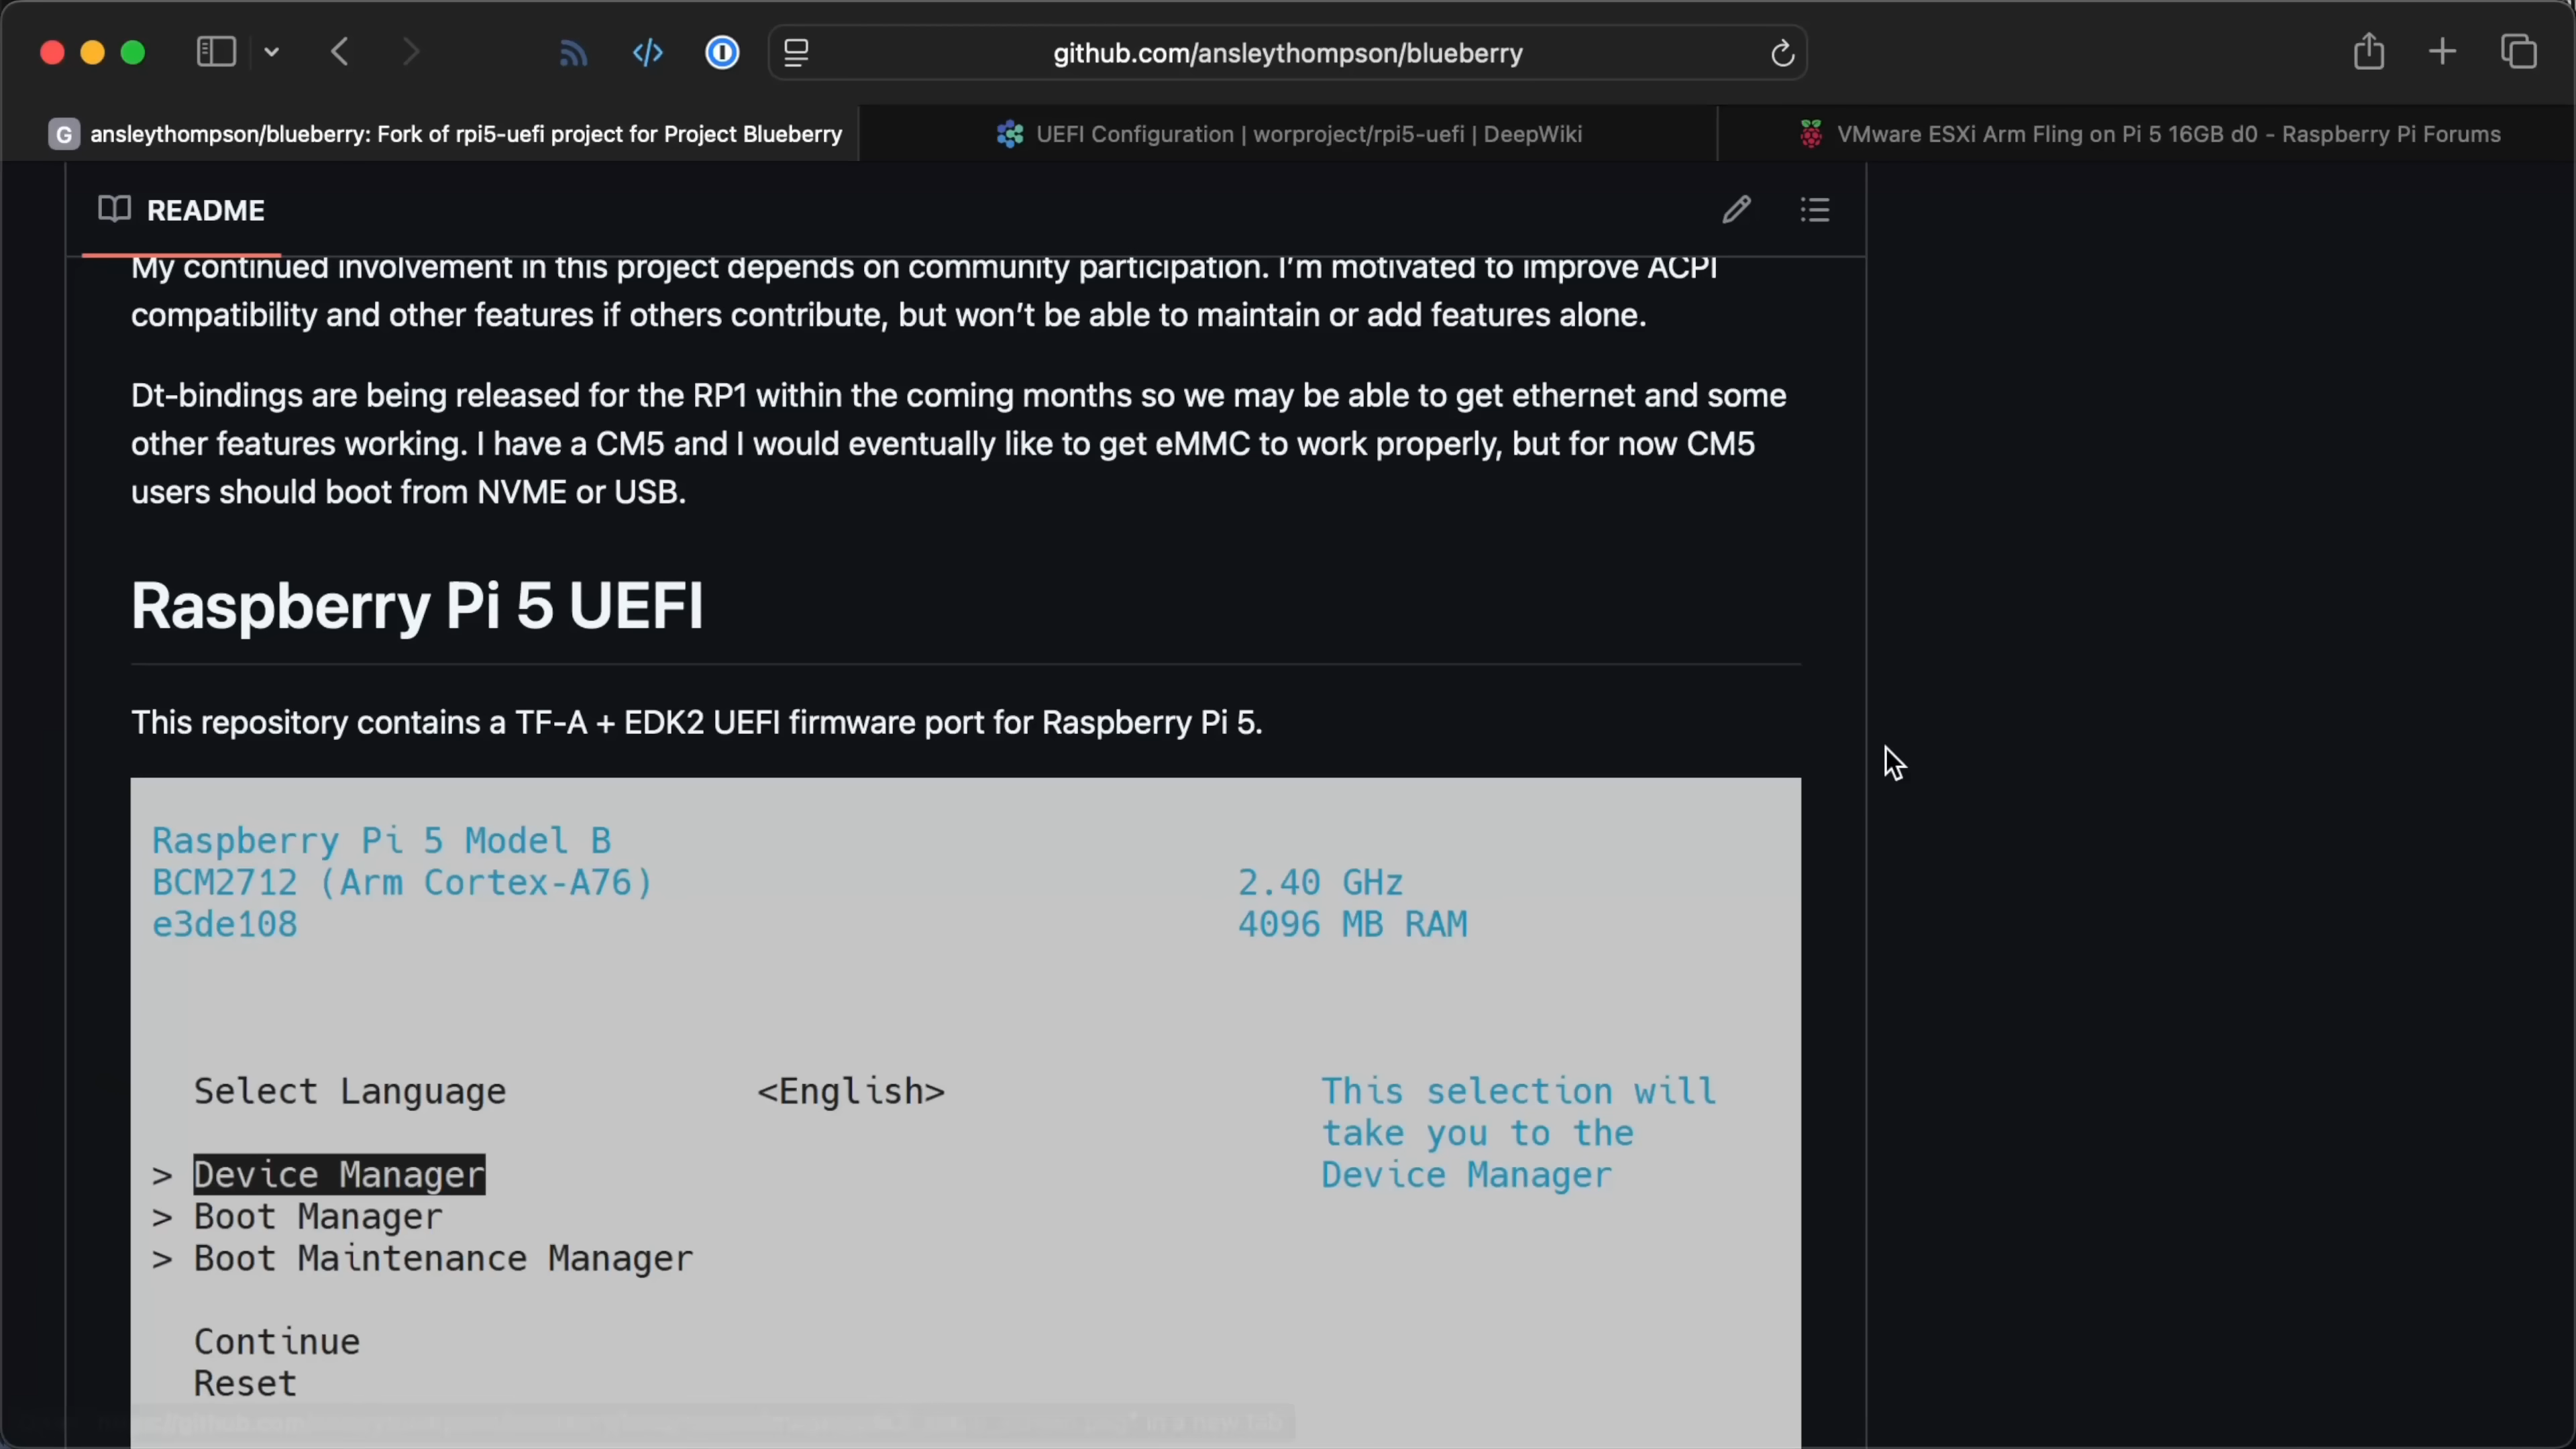 github.com/ansleythompson/blueberry
G ansleythompson/blueberry: Fork of rpi5-uefi project for Project Blueberry
UEFI Configuration | worproject/rpi5-uefi | DeepWiki
VMware ESXi Arm Fling on Pi 5 16GB d0 - Raspberry Pi Forums
README
My continued involvement in this project depends on community participation. I'm motivated to improve ACPI
compatibility and other features if others contribute, but won’t be able to maintain or add features alone.
Dt-bindings are being released for the RP1 within the coming months so we may be able to get ethernet and some
other features working. I have a CM5 and I would eventually like to get eMMC to work properly, but for now CM5
users should boot from NVME or USB.
Raspberry Pi 5 UEFI
This repository contains a TF-A + EDK2 UEFI firmware port for Raspberry Pi 5.
Raspberry Pi 5 Model B
BCM2712 (Arm Cortex-A76) 2.40 GHz
e3de108 4096 MB RAM
Select Language <English> This selection will
take you to the
> Device Manager Device Manager
> Boot Manager
> Boot Maintenance Manager
Continue
Reset